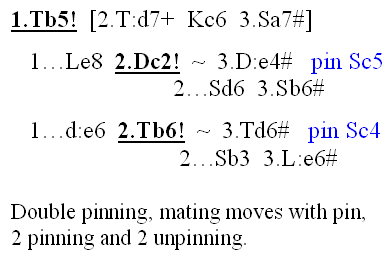 1.Tb5! [2.T:d7+ Kc6 3.Sa7#]
1…Le8 2.Dc2! ~ 3.D:e4# pin Sc5
2…Sd6 3.Sb6#
1…d:e6 2.Tb6! ~ 3.Td6# pin Sc4
2…Sb3 3.L:e6#
Double pinning, mating moves with pin,
2 pinning and 2 unpinning.